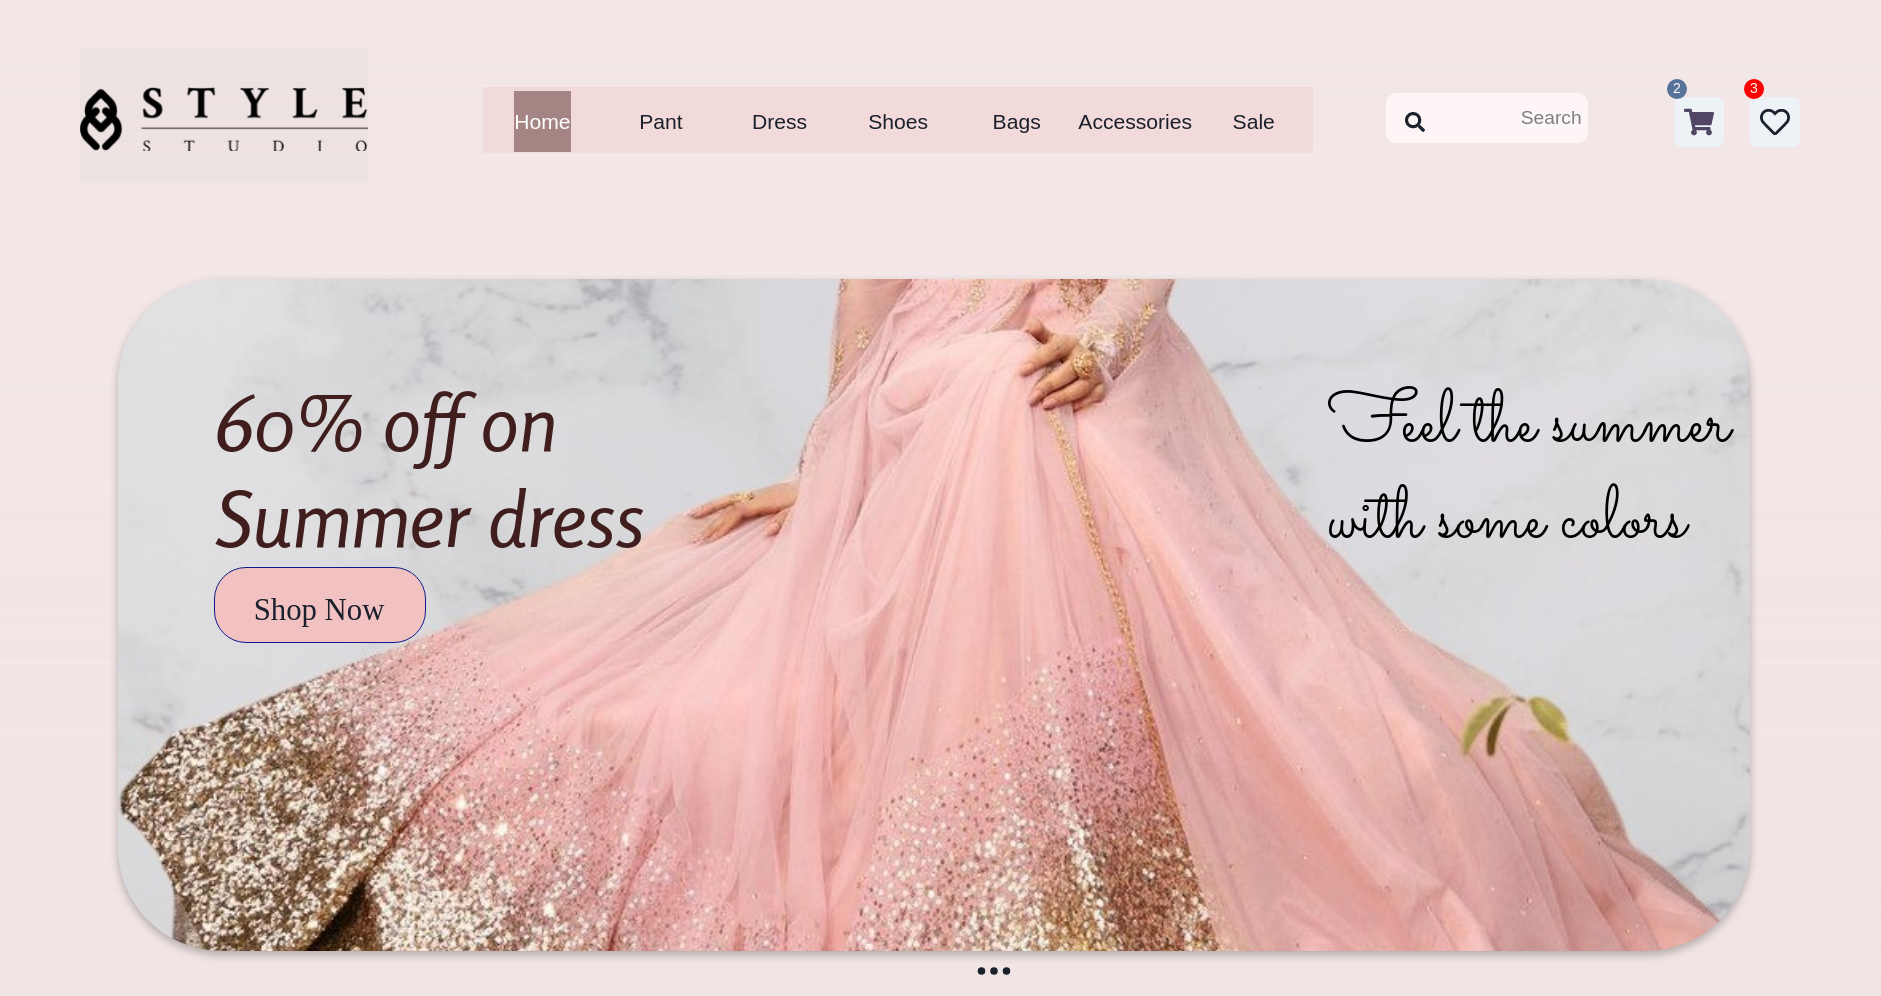 STYLE
STUDIO
Home Pant Dress Shoes Bags Accessories Sale
Search
2
3
60% off on
Summer dress
Shop Now
Feel the summer
with some colors